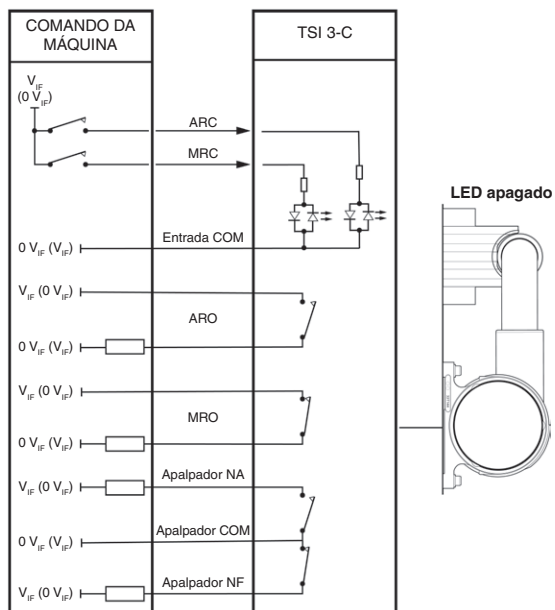 COMANDO DA
MÁQUINA
TSI 3-C
V_IF
(0 V_IF)
ARC
MRC
LED apagado
Entrada COM
0 V_IF (V_IF)
V_IF (0 V_IF)
ARO
0 V_IF (V_IF)
V_IF (0 V_IF)
MRO
0 V_IF (V_IF)
Apalpador NA
V_IF (0 V_IF)
Apalpador COM
0 V_IF (V_IF)
Apalpador NF
V_IF (0 V_IF)